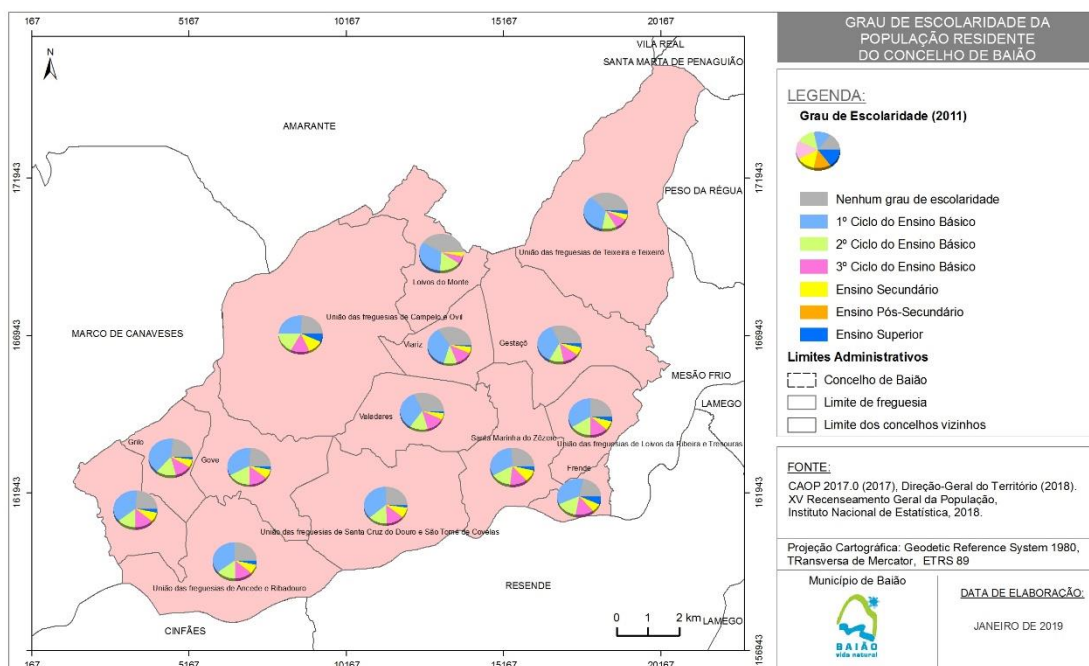 167
5167
10167
15167
20167
GRAU DE ESCOLARIDADE DA
POPULAÇÃO RESIDENTE
DO CONCELHO DE BAIÃO
N
VILA REAL
SANTA MARTA DE PENAGUIÃO
AMARANTE
PESO DA RÉGUA
MARCO DE CANAVESES
MESÃO FRIO
LAMEGO
RESENDE
LAMEGO
CINFÃES
União das freguesias de Teixeira e Teixeiró
Loivos do Monte
União das freguesias de Campelo e Ovil
Viariz
Gestaçô
Valadares
Santa Marinha do Zêzere
União das freguesias de Loivos da Ribeira e Tresouras
Grilo
Gove
Frende
União das freguesias de Santa Cruz do Douro e São Tomé de Covelas
União das freguesias de Ancede e Ribadouro
171943
166943
161943
171943
166943
161943
156943
0 1 2 km
167
5167
10167
15167
20167
LEGENDA:
Grau de Escolaridade (2011)
Nenhum grau de escolaridade
1º Ciclo do Ensino Básico
2º Ciclo do Ensino Básico
3º Ciclo do Ensino Básico
Ensino Secundário
Ensino Pós-Secundário
Ensino Superior
Limites Administrativos
Concelho de Baião
Limite de freguesia
Limite dos concelhos vizinhos
FONTE:
CAOP 2017.0 (2017), Direção-Geral do Território (2018).
XV Recenseamento Geral da População,
Instituto Nacional de Estatística, 2018.
Projeção Cartográfica: Geodetic Reference System 1980,
TRansversa de Mercator, ETRS 89
Município de Baião
BAIÃO
vida natural
DATA DE ELABORAÇÃO:
JANEIRO DE 2019